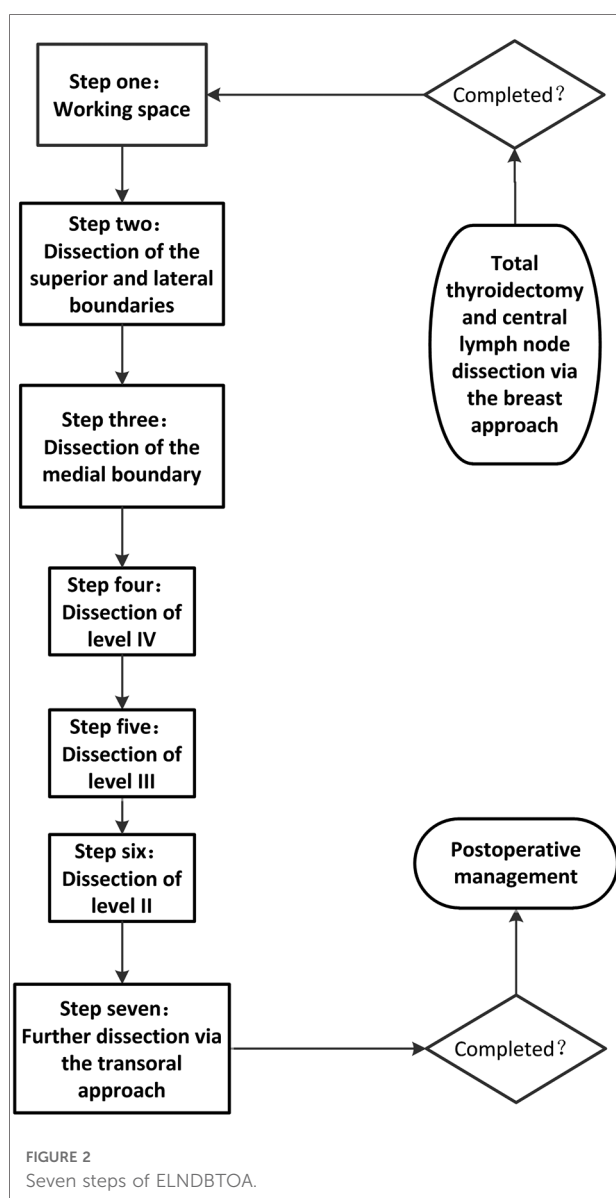 Step one：
Working space
Completed？
Step two：
Dissection of the
superior and lateral
boundaries
Total
thyroidectomy
and central
lymph node
dissection via
the breast
approach
Step three：
Dissection of the
medial boundary
Step four：
Dissection of
level IV
Step five：
Dissection of
level III
Step six：
Dissection of
level II
Postoperative
management
Step seven：
Further dissection via
the transoral
approach
Completed？
FIGURE 2
Seven steps of ELNDBTOA.